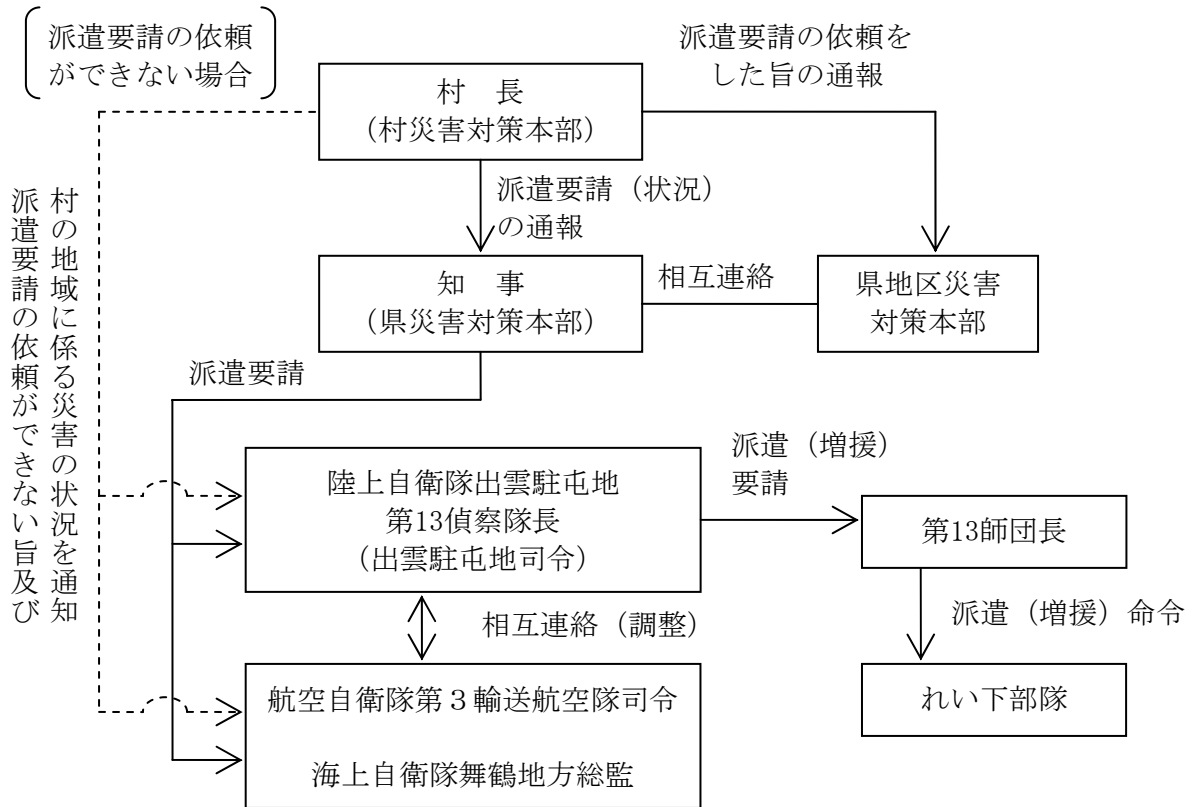 派遣要請の依頼
ができない場合
派遣要請の依頼を
した旨の通報
村　長
（村災害対策本部）
派遣要請（状況）
の通報
知　事
（県災害対策本部）
相互連絡
県地区災害
対策本部
村の地域に係る災害の状況を通知
派遣要請の依頼ができない旨及び
派遣要請
陸上自衛隊出雲駐屯地
第13偵察隊長
（出雲駐屯地司令）
派遣（増援）
要請
第13師団長
相互連絡（調整）
派遣（増援）命令
航空自衛隊第３輸送航空隊司令
海上自衛隊舞鶴地方総監
れい下部隊